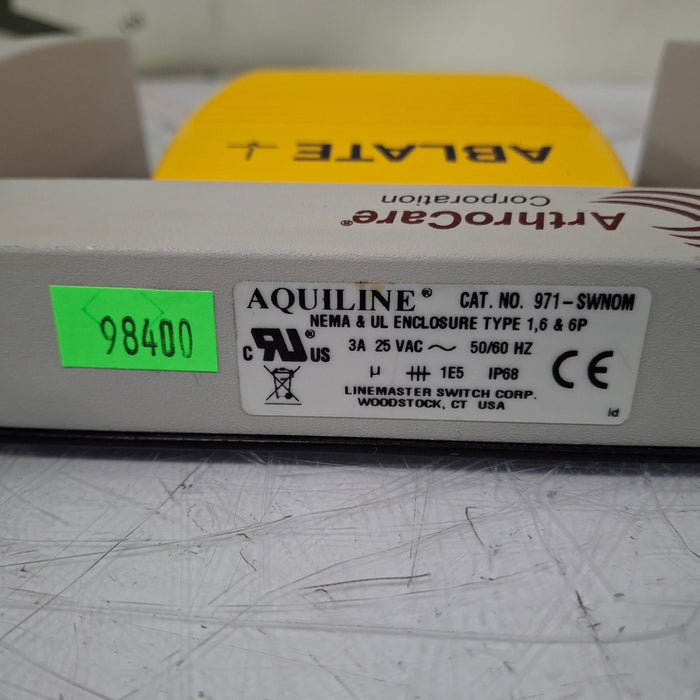 ABLATE +
ArthroCare®
Corporation
98400
AQUILINE® CAT. NO. 971-SWNOM
NEMA & UL ENCLOSURE TYPE 1,6 & 6P
C RU® US 3A 25 VAC ~ 50/60 HZ
µ 1E5 IP68 CE
LINEMASTER SWITCH CORP.
WOODSTOCK, CT USA
id